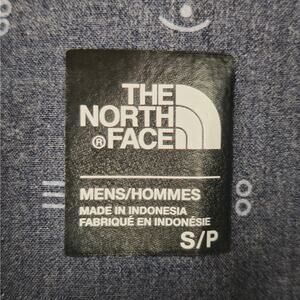 THE
NORTH
® FACE
MENS/HOMMES
MADE IN INDONESIA
FABRIQUÉ EN INDONÉSIE
S/P